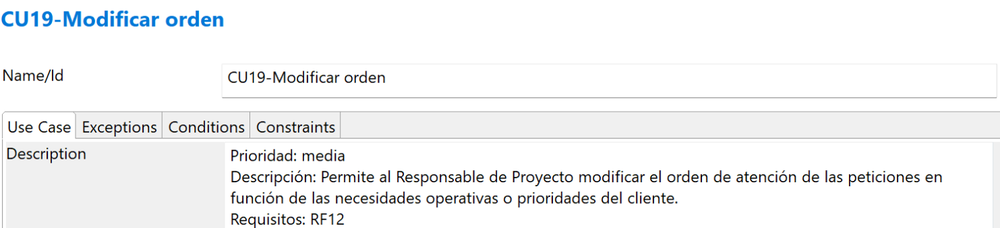 CU19-Modificar orden
Name/Id
CU19-Modificar orden
Use Case Exceptions Conditions Constraints
Description
Prioridad: media
Descripción: Permite al Responsable de Proyecto modificar el orden de atención de las peticiones en
función de las necesidades operativas o prioridades del cliente.
Requisitos: RF12